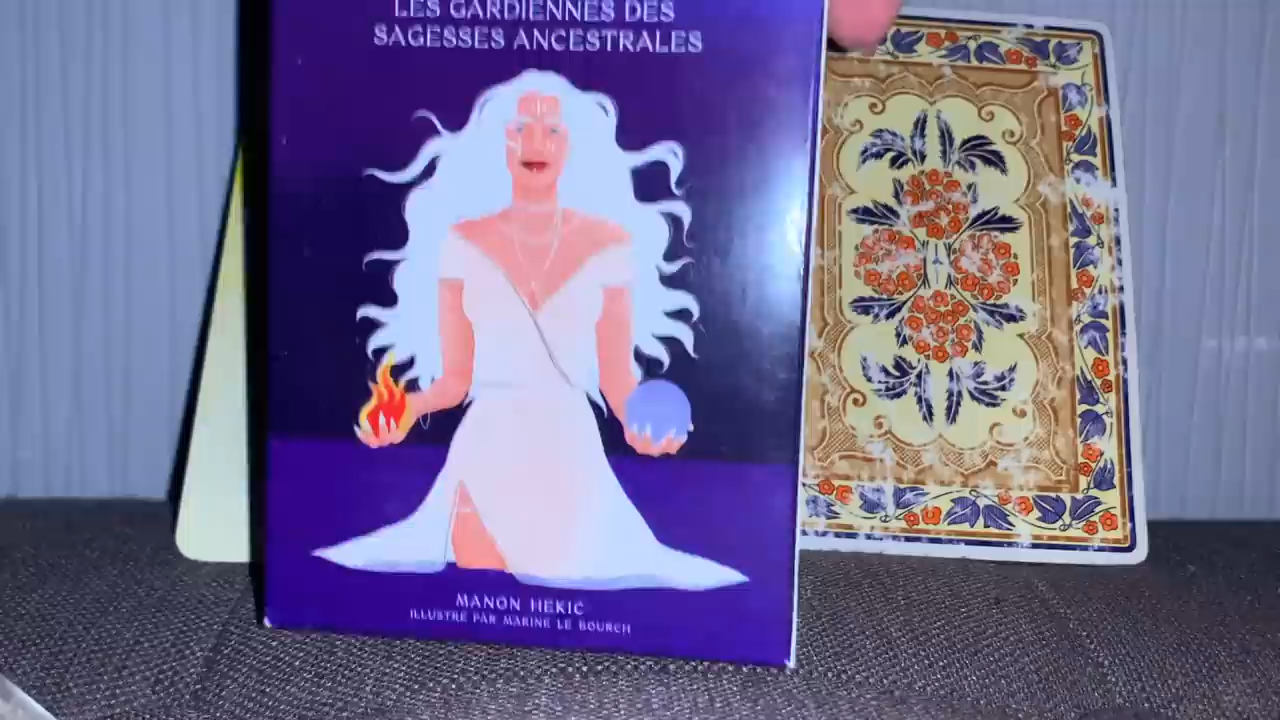 LES GARDIENNES DES
SAGESSES ANCESTRALES
MANON HEKIC
ILLUSTRÉ PAR MARINE LE BOURCH